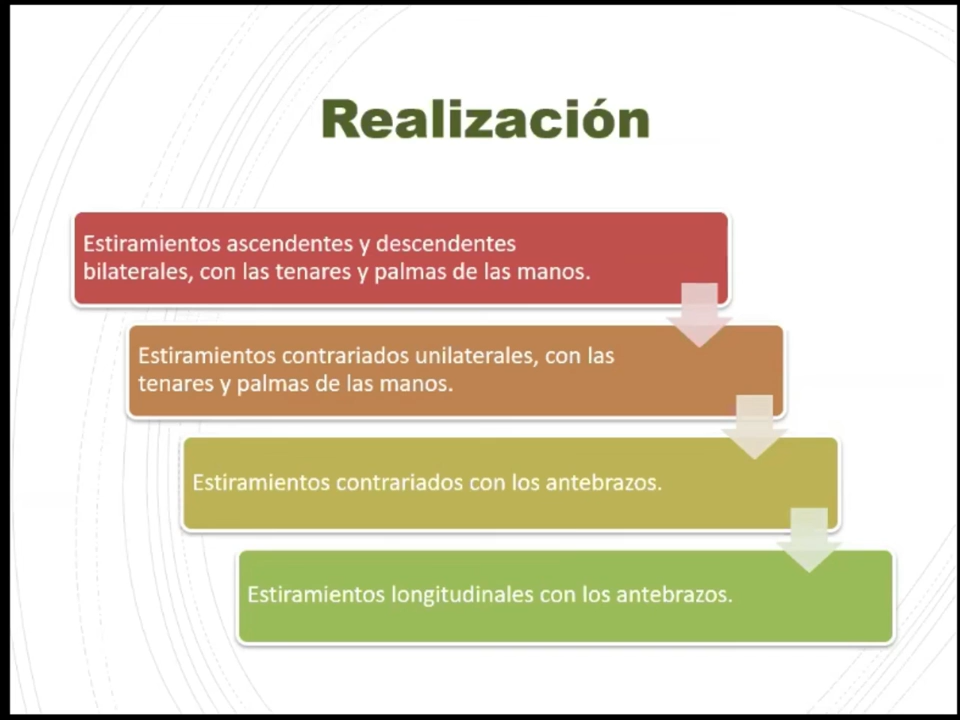 Realización
Estiramientos ascendentes y descendentes
bilaterales, con las tenares y palmas de las manos.
Estiramientos contrariados unilaterales, con las
tenares y palmas de las manos.
Estiramientos contrariados con los antebrazos.
Estiramientos longitudinales con los antebrazos.